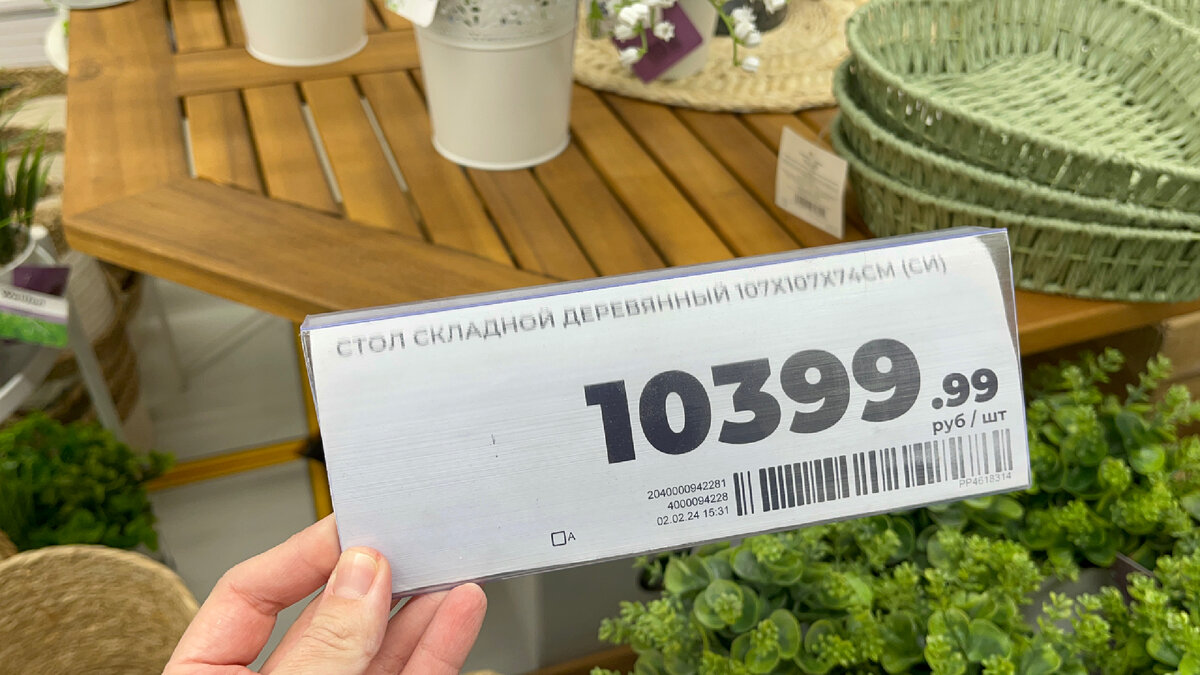 СТОЛ СКЛАДНОЙ ДЕРЕВЯННЫЙ 107Х107Х74СМ (СИ)
10399.99
руб / шт
2040000942281
4000094228
02.02.24 15:31
PP4618314
А